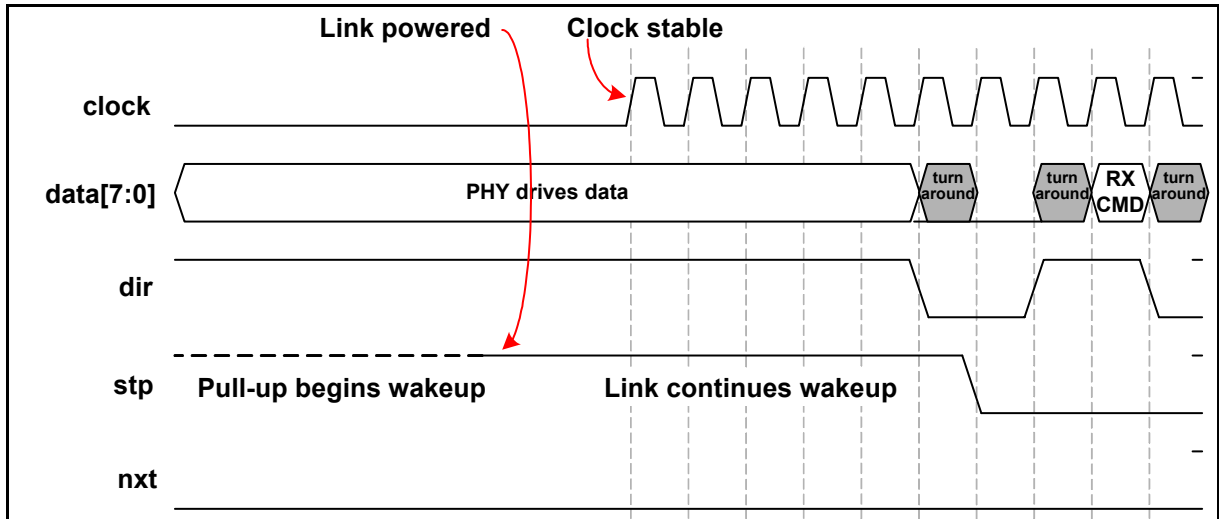 Link powered
Clock stable
clock
data[7:0]
PHY drives data
turn
around
turn
around
RX
CMD
turn
around
dir
stp
Pull-up begins wakeup
Link continues wakeup
nxt